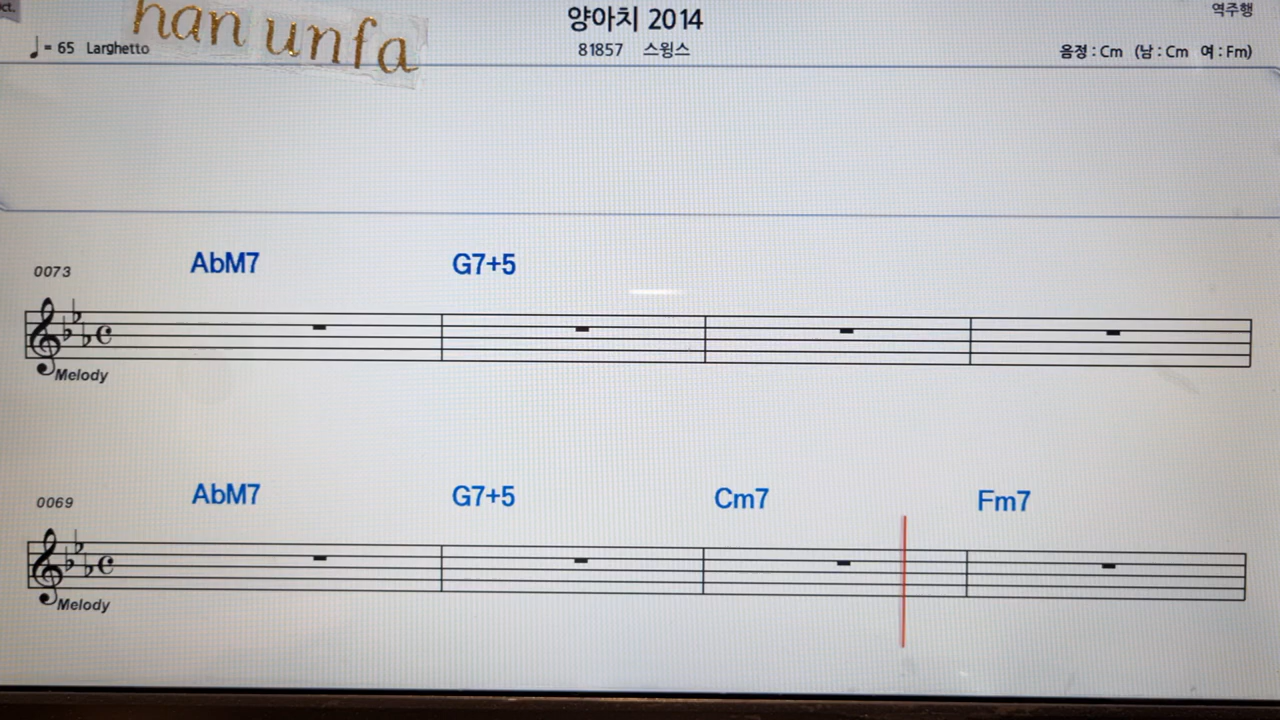 ct.
han unfa
양아치 2014
역주행
♩= 65 Larghetto
81857 스윙스
음정 : Cm (남 : Cm 여 : Fm)
AbM7 G7+5
0073
Melody
AbM7 G7+5 Cm7 Fm7
0069
Melody